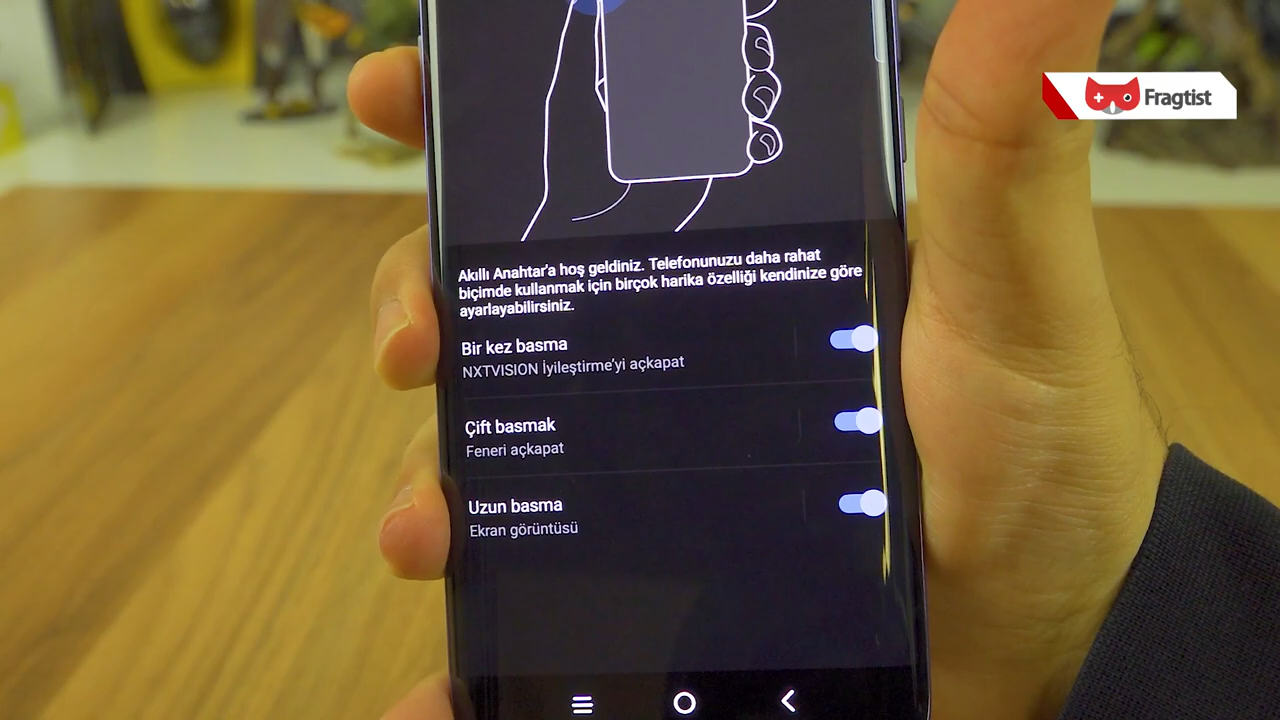 Fragtist
Akıllı Anahtar'a hoş geldiniz. Telefonunuzu daha rahat
biçimde kullanmak için birçok harika özelliği kendinize göre
ayarlayabilirsiniz.
Bir kez basma
NXTVISION İyileştirme'yi açkapat
Çift basmak
Feneri açkapat
Uzun basma
Ekran görüntüsü